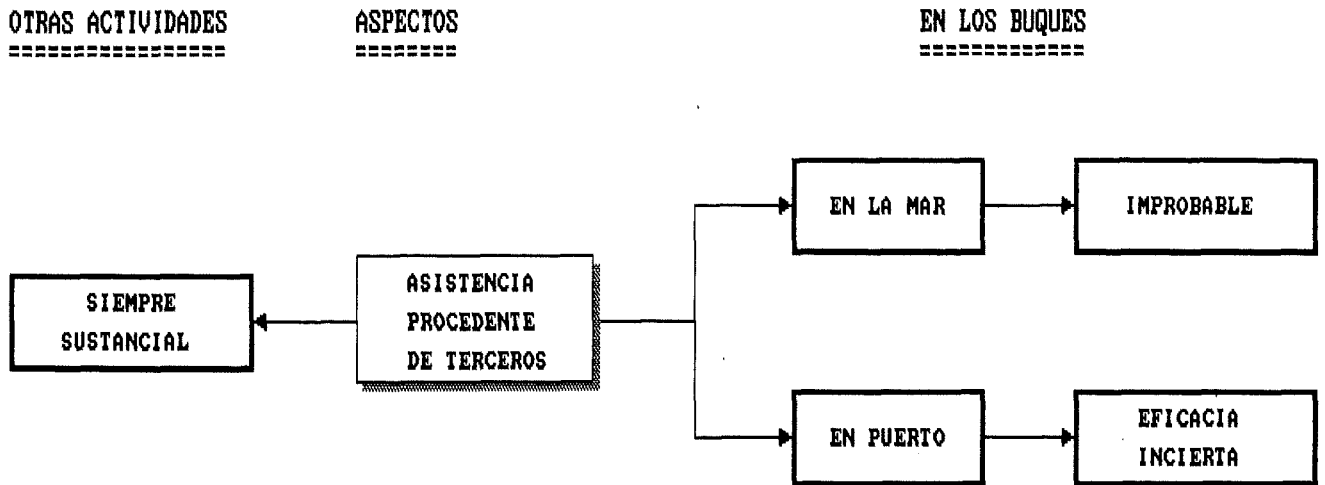 OTRAS ACTIVIDADES
ASPECTOS
EN LOS BUQUES
SIEMPRE
SUSTANCIAL
ASISTENCIA
PROCEDENTE
DE TERCEROS
EN LA MAR
IMPROBABLE
EN PUERTO
EFICACIA
INCIERTA